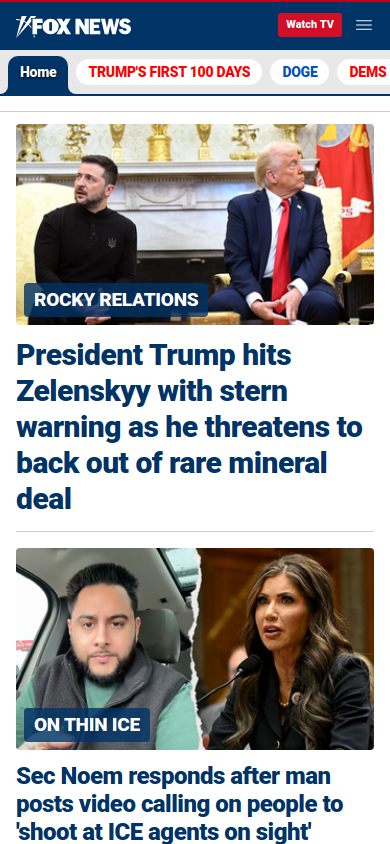 FOX NEWS
Watch TV
Home
TRUMP'S FIRST 100 DAYS
DOGE
DEMS
ROCKY RELATIONS
President Trump hits
Zelenskyy with stern
warning as he threatens to
back out of rare mineral
deal
ON THIN ICE
Sec Noem responds after man
posts video calling on people to
'shoot at ICE agents on sight'